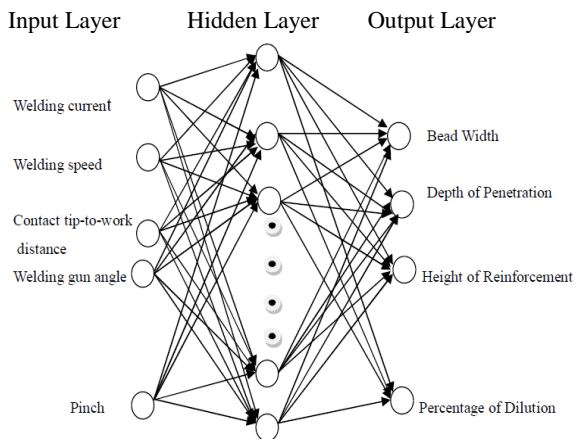 Input Layer
Hidden Layer
Output Layer
Welding current
Welding speed
Contact tip-to-work
distance
Welding gun angle
Pinch
Bead Width
Depth of Penetration
Height of Reinforcement
Percentage of Dilution